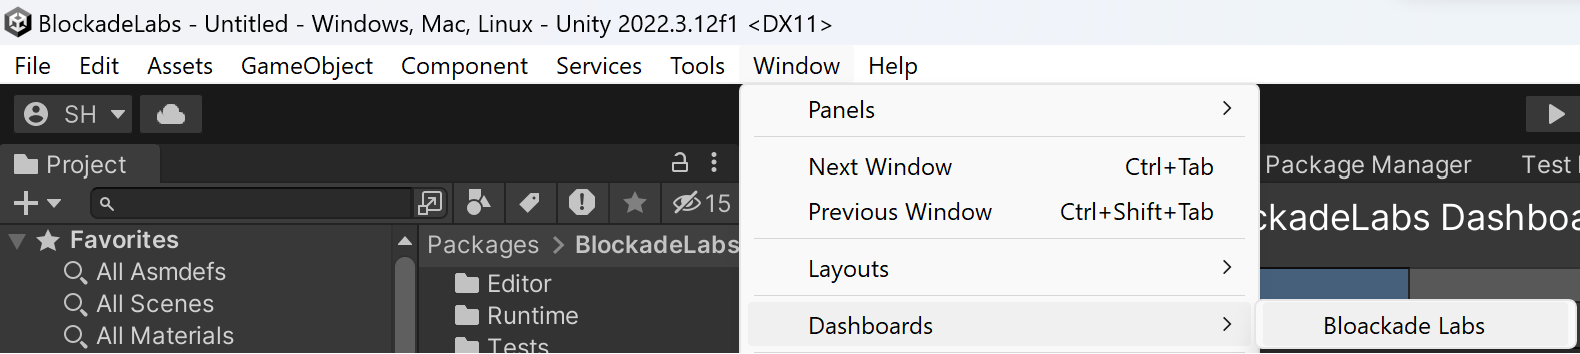 BlockadeLabs - Untitled - Windows, Mac, Linux - Unity 2022.3.12f1 <DX11>
File Edit Assets GameObject Component Services Tools Window Help
SH
Panels
Project
Next Window Ctrl+Tab
Package Manager Test
15
Previous Window Ctrl+Shift+Tab
ckadeLabs Dashboa
Favorites
Packages > BlockadeLabs
All Asmdefs
Editor
Layouts
All Scenes
Runtime
All Materials
Tests
Dashboards
Bloackade Labs